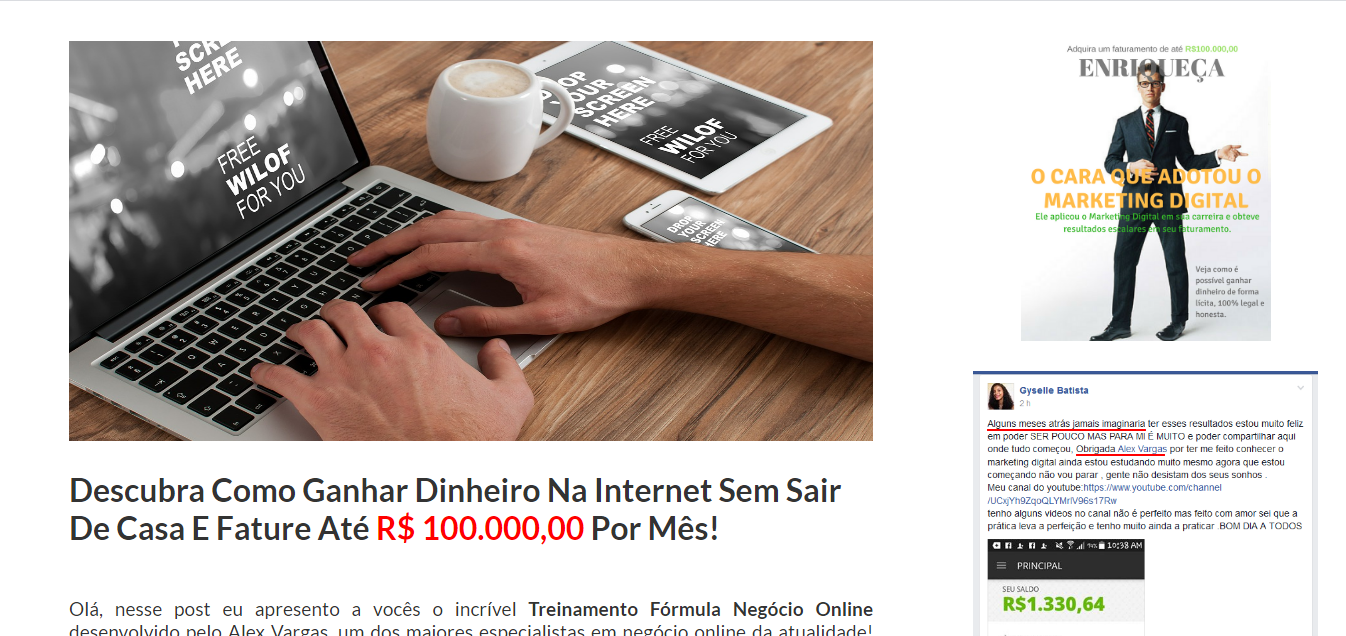 SCREEN
HERE
FREE
WILOF
FOR YOU
DROP
YOUR
SCREEN
HERE
FREE
WILOF
FOR YOU
DROP
YOUR
SCREEN
HERE
Descubra Como Ganhar Dinheiro Na Internet Sem Sair
De Casa E Fature Até R$ 100.000,00 Por Mês!
Olá, nesse post eu apresento a vocês o incrível Treinamento Fórmula Negócio Online
desenvolvido pelo Alex Vargas, um dos maiores especialistas em negócio online da atualidade!
Adquira um faturamento de até R$100.000,00
ENRIQUEÇA
O CARA QUE ADOTOU O
MARKETING DIGITAL
Ele aplicou o Marketing Digital em sua carreira e obteve
resultados escalares em seu faturamento.
Veja como é
possível ganhar
dinheiro de forma
lícita, 100% legal e
honesta.
Gyselle Batista
2 h
Alguns meses atrás jamais imaginaria ter esses resultados estou muito feliz
em poder SER POUCO MAS PARA MI É MUITO e poder compartilhar aqui
onde tudo começou, Obrigada Alex Vargas por ter me feito conhecer o
marketing digital ainda estou estudando muito mesmo agora que estou
começando não vou parar , gente não desistam dos seus sonhos .
Meu canal do youtube:https://www.youtube.com/channel
/UCxjYh9ZqoQLYMrIV96s17Rw
tenho alguns vídeos no canal não é perfeito mas feito com amor sei que a
prática leva a perfeição e tenho muito ainda a praticar .BOM DIA A TODOS
10:38 AM
PRINCIPAL
SEU SALDO
R$1.330,64